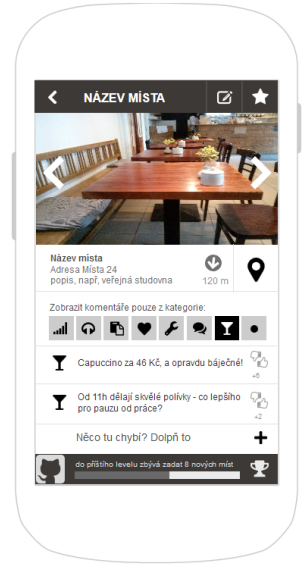 NÁZEV MÍSTA
Název místa
Adresa Místa 24
popis, např, veřejná studovna
120 m
Zobrazit komentáře pouze z kategorie:
Capuccino za 46 Kč, a opravdu báječné!
+6
Od 11h dělají skvělé polívky - co lepšího
pro pauzu od práce?
+2
Něco tu chybí? Dolpň to
do příštího levelu zbývá zadat 8 nových míst